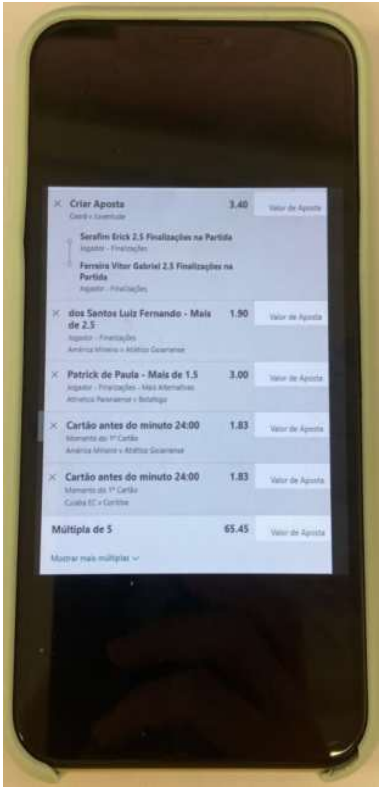 × Criar Aposta 3.40 Valor de Aposta
Ceará v Juventude
Serafim Erick 2.5 Finalizações na Partida
Jogador - Finalizações
Ferreira Vitor Gabriel 2.5 Finalizações na
Partida
Jogador - Finalizações
× dos Santos Luiz Fernando - Mais 1.90 Valor de Aposta
de 2.5
Jogador - Finalizações
América Mineiro v Atlético Goianiense
× Patrick de Paula - Mais de 1.5 3.00 Valor de Aposta
Jogador - Finalizações - Mais Alternativas
Athletico Paranaense v Botafogo
× Cartão antes do minuto 24:00 1.83 Valor de Aposta
Momento do 1º Cartão
América Mineiro v Atlético Goianiense
× Cartão antes do minuto 24:00 1.83 Valor de Aposta
Momento do 1º Cartão
Cuiabá EC v Coritiba
Múltipla de 5 65.45 Valor de Aposta
Mostrar mais múltiplas